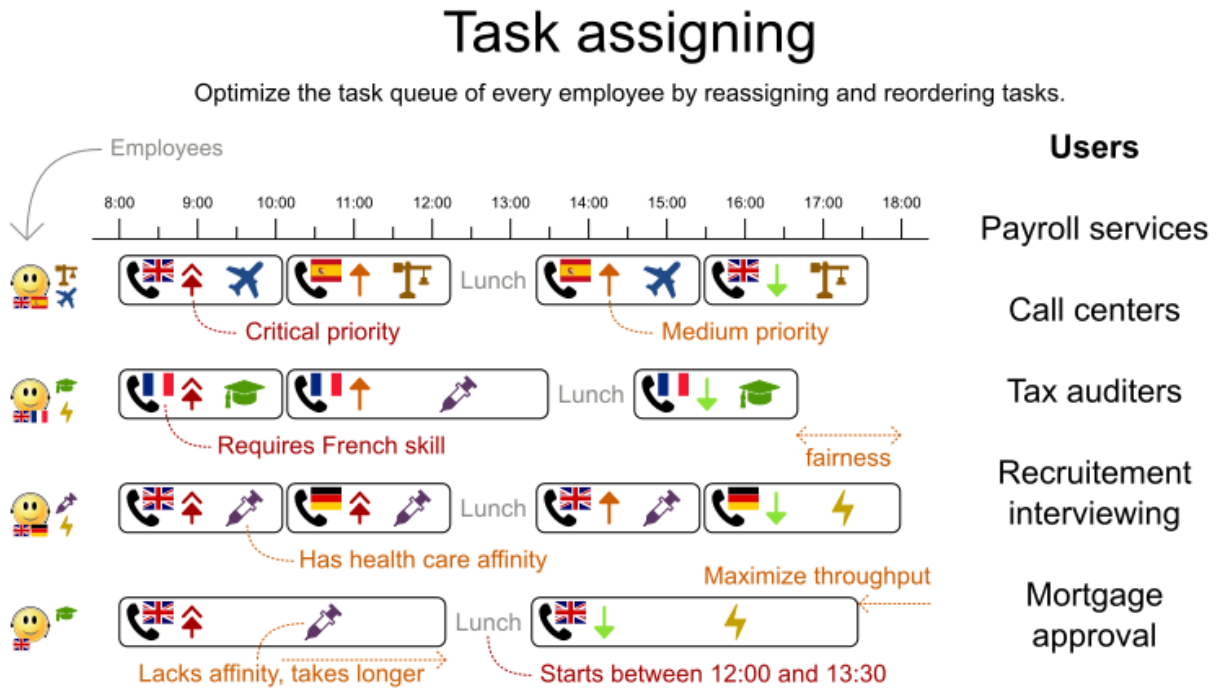 Task assigning
Optimize the task queue of every employee by reassigning and reordering tasks.
Employees
Users
8:00 9:00 10:00 11:00 12:00 13:00 14:00 15:00 16:00 17:00 18:00
Payroll services
Lunch
Call centers
Critical priority
Medium priority
Lunch
Tax auditers
Requires French skill
fairness
Recruitement
interviewing
Lunch
Has health care affinity
Maximize throughput
Mortgage
approval
Lunch
Lacks affinity, takes longer
Starts between 12:00 and 13:30